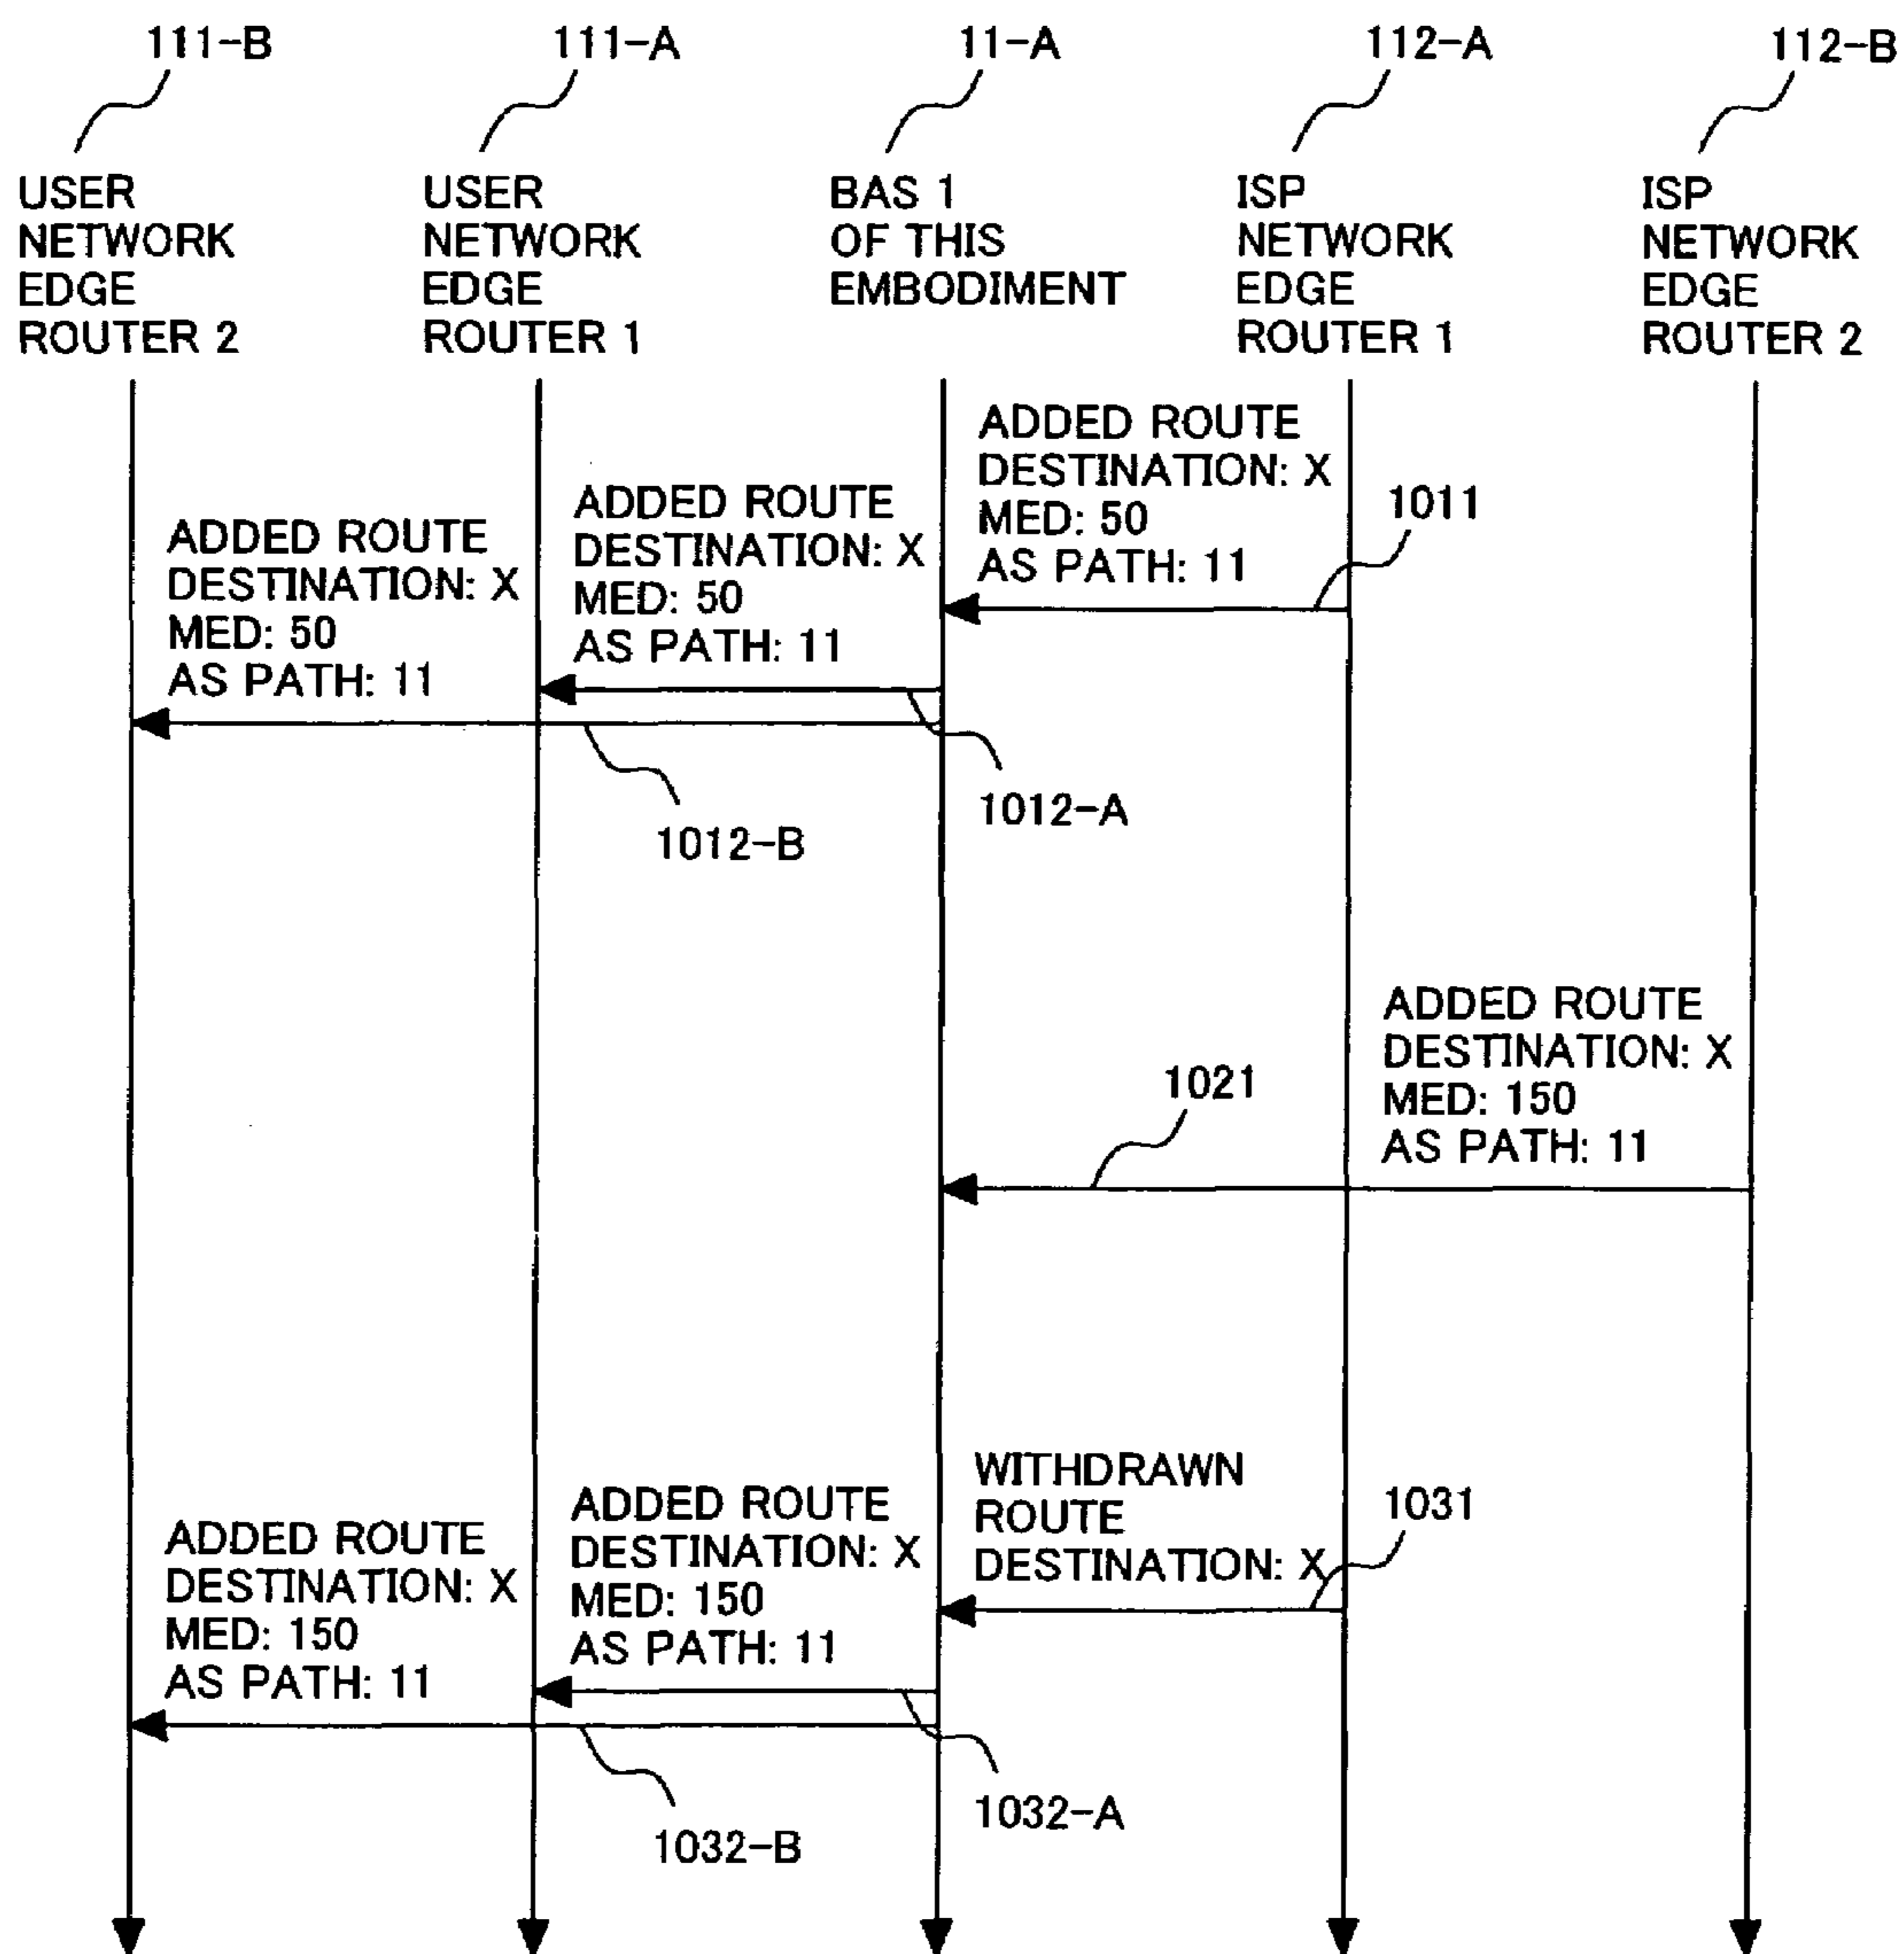 111-B
111-A
11-A
112-A
112-B
USER
NETWORK
EDGE
ROUTER 2
USER
NETWORK
EDGE
ROUTER 1
BAS 1
OF THIS
EMBODIMENT
ISP
NETWORK
EDGE
ROUTER 1
ISP
NETWORK
EDGE
ROUTER 2
ADDED ROUTE
DESTINATION: X
MED: 50
AS PATH: 11
1011
ADDED ROUTE
DESTINATION: X
MED: 50
AS PATH: 11
ADDED ROUTE
DESTINATION: X
MED: 50
AS PATH: 11
1012-A
1012-B
ADDED ROUTE
DESTINATION: X
MED: 150
AS PATH: 11
1021
WITHDRAWN
ROUTE
DESTINATION: X
1031
ADDED ROUTE
DESTINATION: X
MED: 150
AS PATH: 11
ADDED ROUTE
DESTINATION: X
MED: 150
AS PATH: 11
1032-A
1032-B